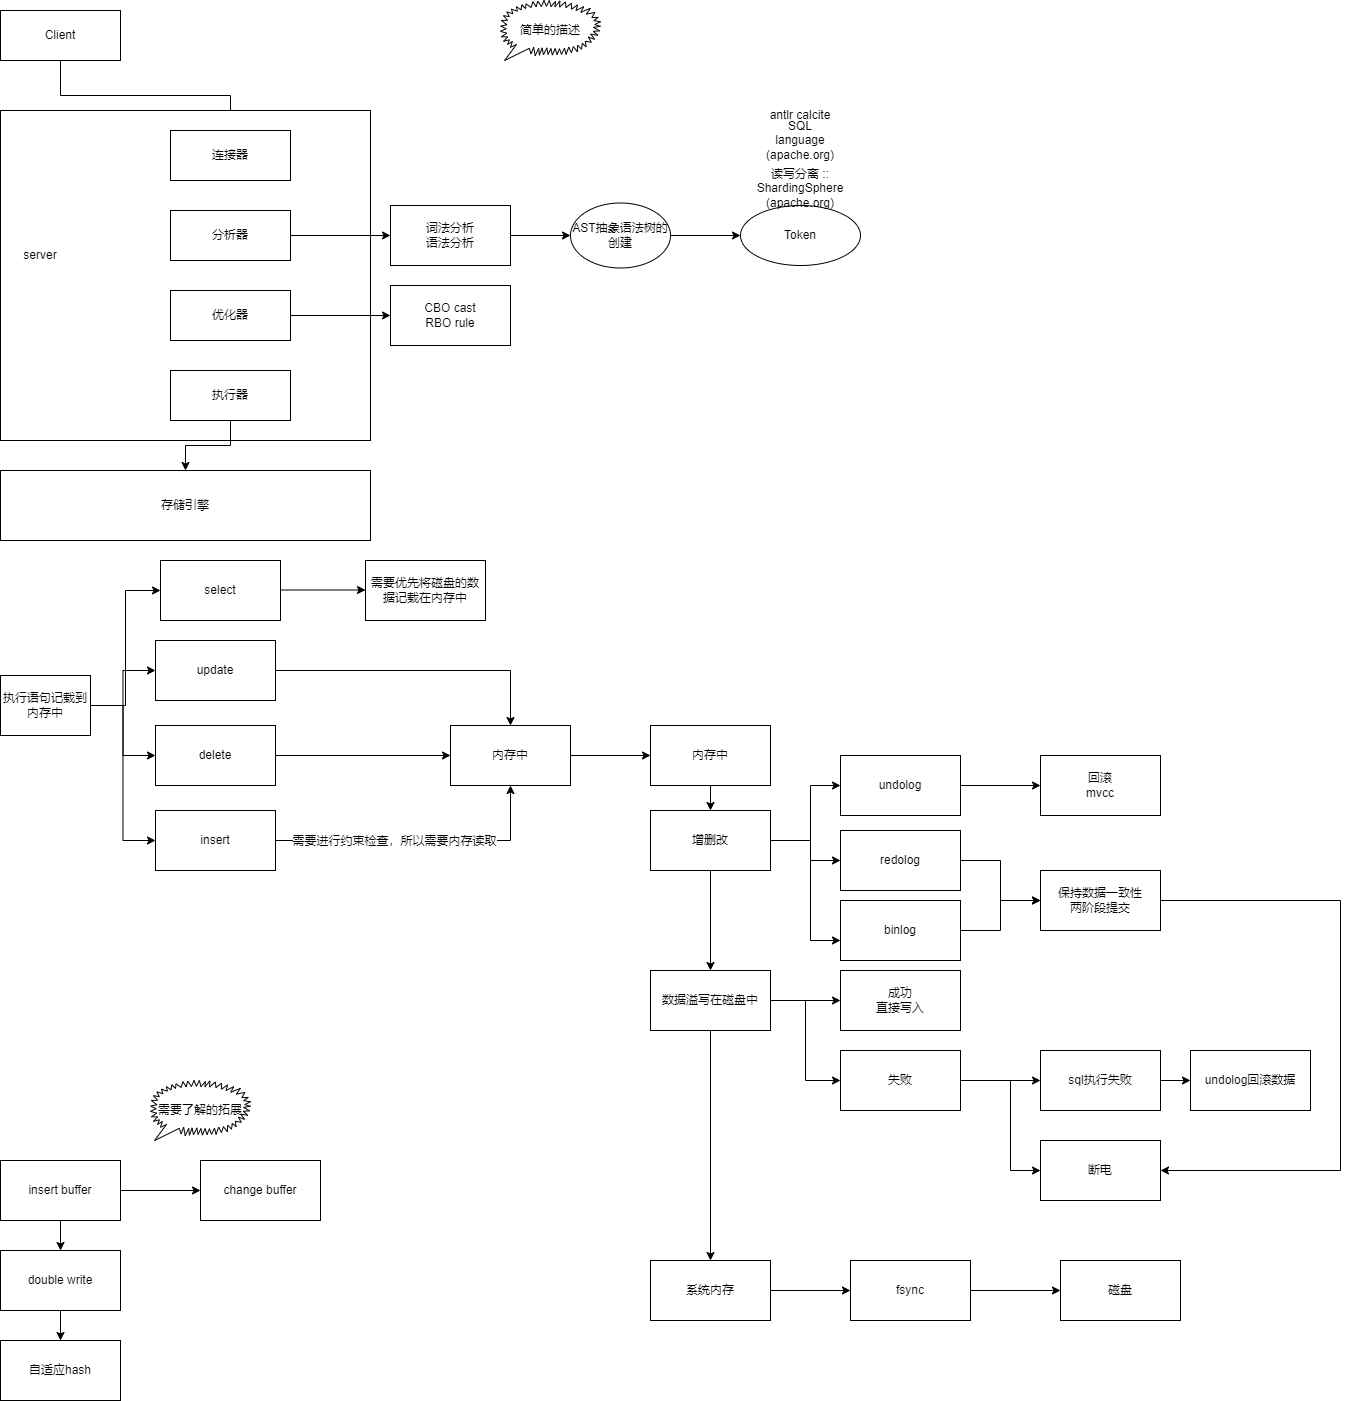 Client
简单的描述
server
连接器
分析器
优化器
执行器
词法分析
语法分析
AST抽象语法树的
创建
antlr calcite
SQL
language
(apache.org)
读写分离 ::
ShardingSphere
(apache.org)
Token
CBO cast
RBO rule
存储引擎
执行语句记载到
内存中
select
需要优先将磁盘的数
据记载在内存中
update
delete
insert
需要进行约束检查，所以需要内存读取
内存中
内存中
增删改
undolog
回滚
mvcc
redolog
binlog
保持数据一致性
两阶段提交
数据溢写在磁盘中
成功
直接写入
失败
sql执行失败
undolog回滚数据
断电
系统内存
fsync
磁盘
需要了解的拓展
insert buffer
change buffer
double write
自适应hash